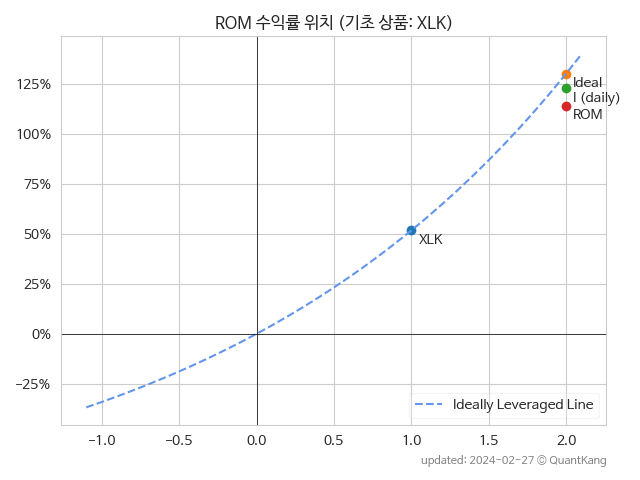 ROM 수익률 위치 (기초 상품: XLK)
125%
100%
75%
50%
25%
0%
−25%
Ideal
I (daily)
ROM
XLK
Ideally Leveraged Line
−1.0 −0.5 0.0 0.5 1.0 1.5 2.0
updated: 2024-02-27 © QuantKang